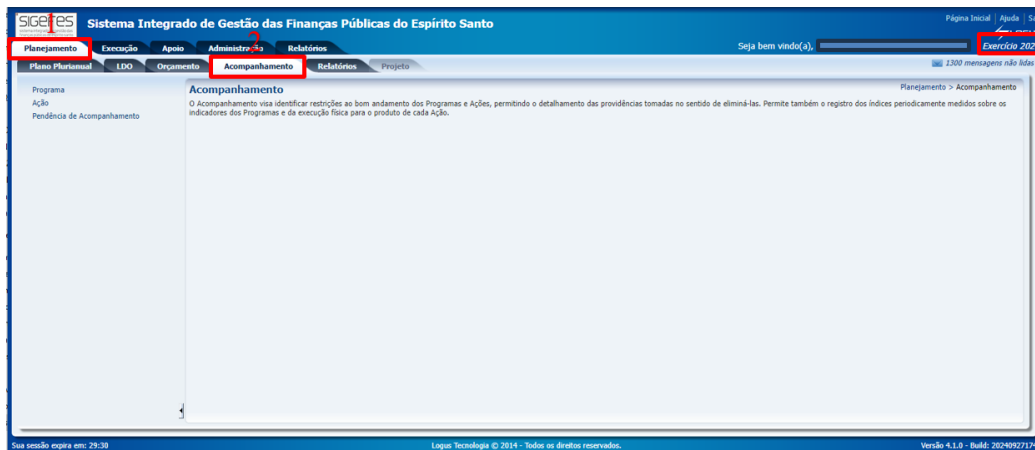 SIGEFES Sistema Integrado de Gestão das Finanças Públicas do Espírito Santo
Página Inicial | Ajuda |
1
2
Planejamento Execução Apoio Administração Relatórios
Seja bem vindo(a),
Exercício 202
Plano Plurianual LDO Orçamento Acompanhamento Relatórios Projeto
1300 mensagens não lidas
Programa
Ação
Pendência de Acompanhamento
Acompanhamento
Planejamento > Acompanhamento
O Acompanhamento visa identificar restrições ao bom andamento dos Programas e Ações, permitindo o detalhamento das providências tomadas no sentido de eliminá-las. Permite também o registro dos índices periodicamente medidos sobre os
indicadores dos Programas e da execução física para o produto de cada Ação.
Sua sessão expira em: 29:30
Logus Tecnologia © 2014 - Todos os direitos reservados.
Versão 4.1.0 - Build: 2024092717